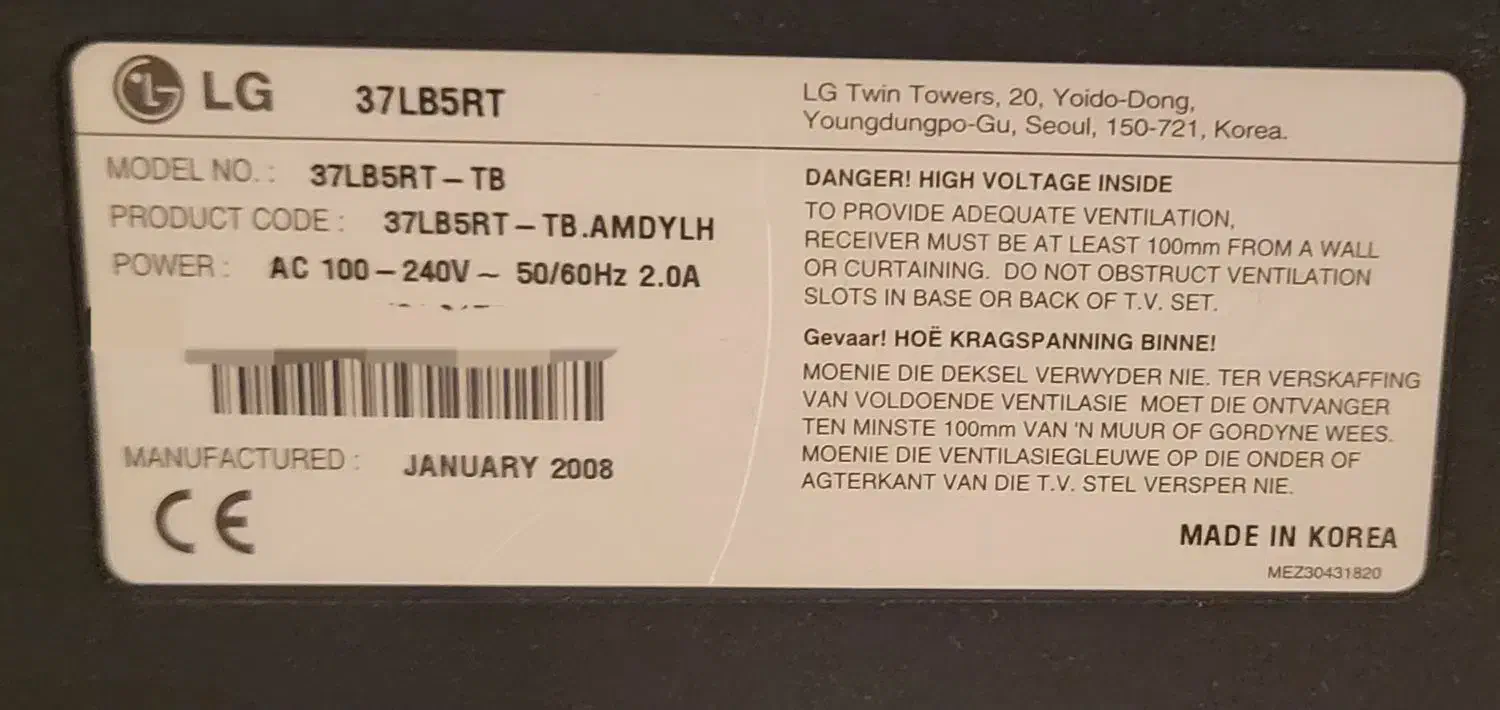 LG 37LB5RT
MODEL NO. : 37LB5RT – TB
PRODUCT CODE : 37LB5RT – TB.AMDYLH
POWER : AC 100 – 240V ~ 50/60Hz 2.0A
MANUFACTURED : JANUARY 2008
CE
LG Twin Towers, 20, Yoido-Dong,
Youngdungpo-Gu, Seoul, 150-721, Korea.
DANGER! HIGH VOLTAGE INSIDE
TO PROVIDE ADEQUATE VENTILATION,
RECEIVER MUST BE AT LEAST 100mm FROM A WALL
OR CURTAINING. DO NOT OBSTRUCT VENTILATION
SLOTS IN BASE OR BACK OF T.V. SET.
Gevaar! HOË KRAGSPANNING BINNE!
MOENIE DIE DEKSEL VERWYDER NIE. TER VERSKAFFING
VAN VOLDOENDE VENTILASIE MOET DIE ONTVANGER
TEN MINSTE 100mm VAN 'N MUUR OF GORDYNE WEES.
MOENIE DIE VENTILASIEGLEUWE OP DIE ONDER OF
AGTERKANT VAN DIE T.V. STEL VERSPER NIE.
MADE IN KOREA
MEZ30431820